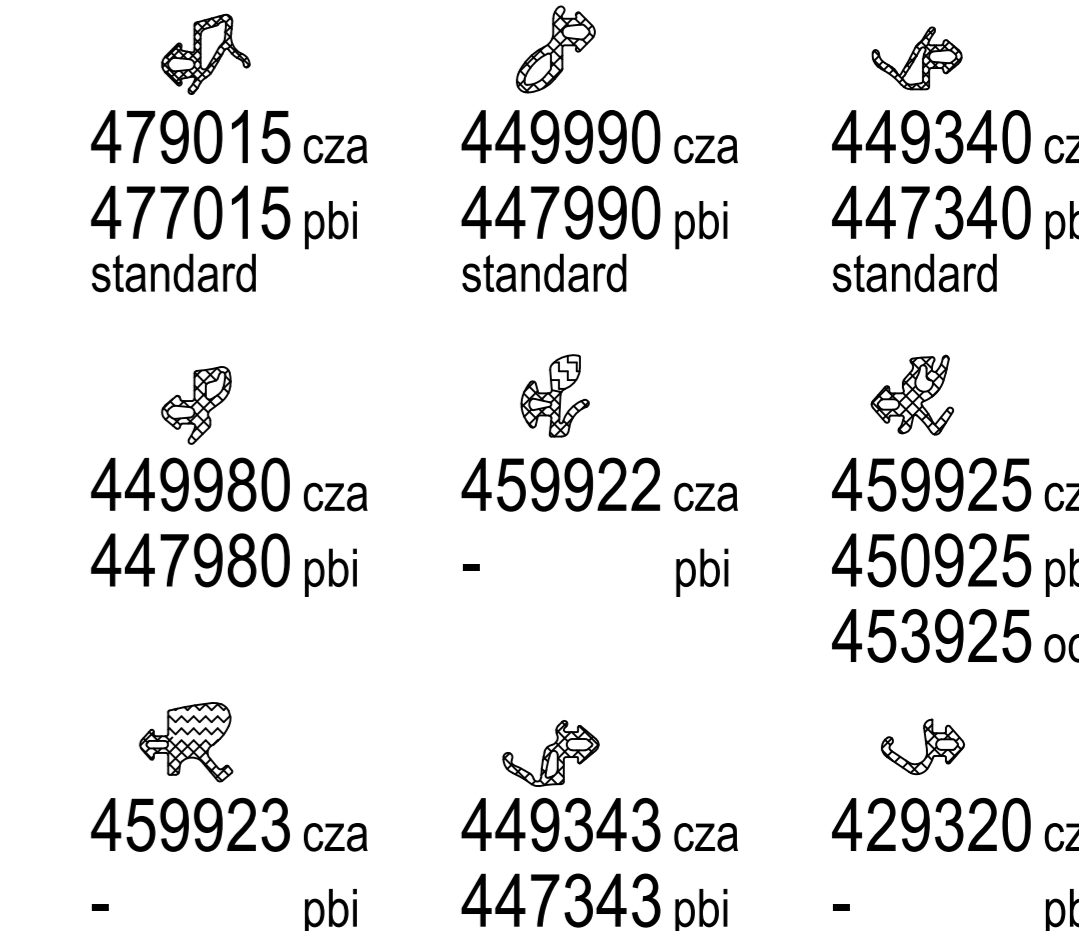 479015 cza
477015 pbi
standard
449990 cza
447990 pbi
standard
449340
447340
standard
449980 cza
447980 pbi
459922 cza
- pbi
459925
450925
453925
459923 cza
- pbi
449343 cza
447343 pbi
429320
-